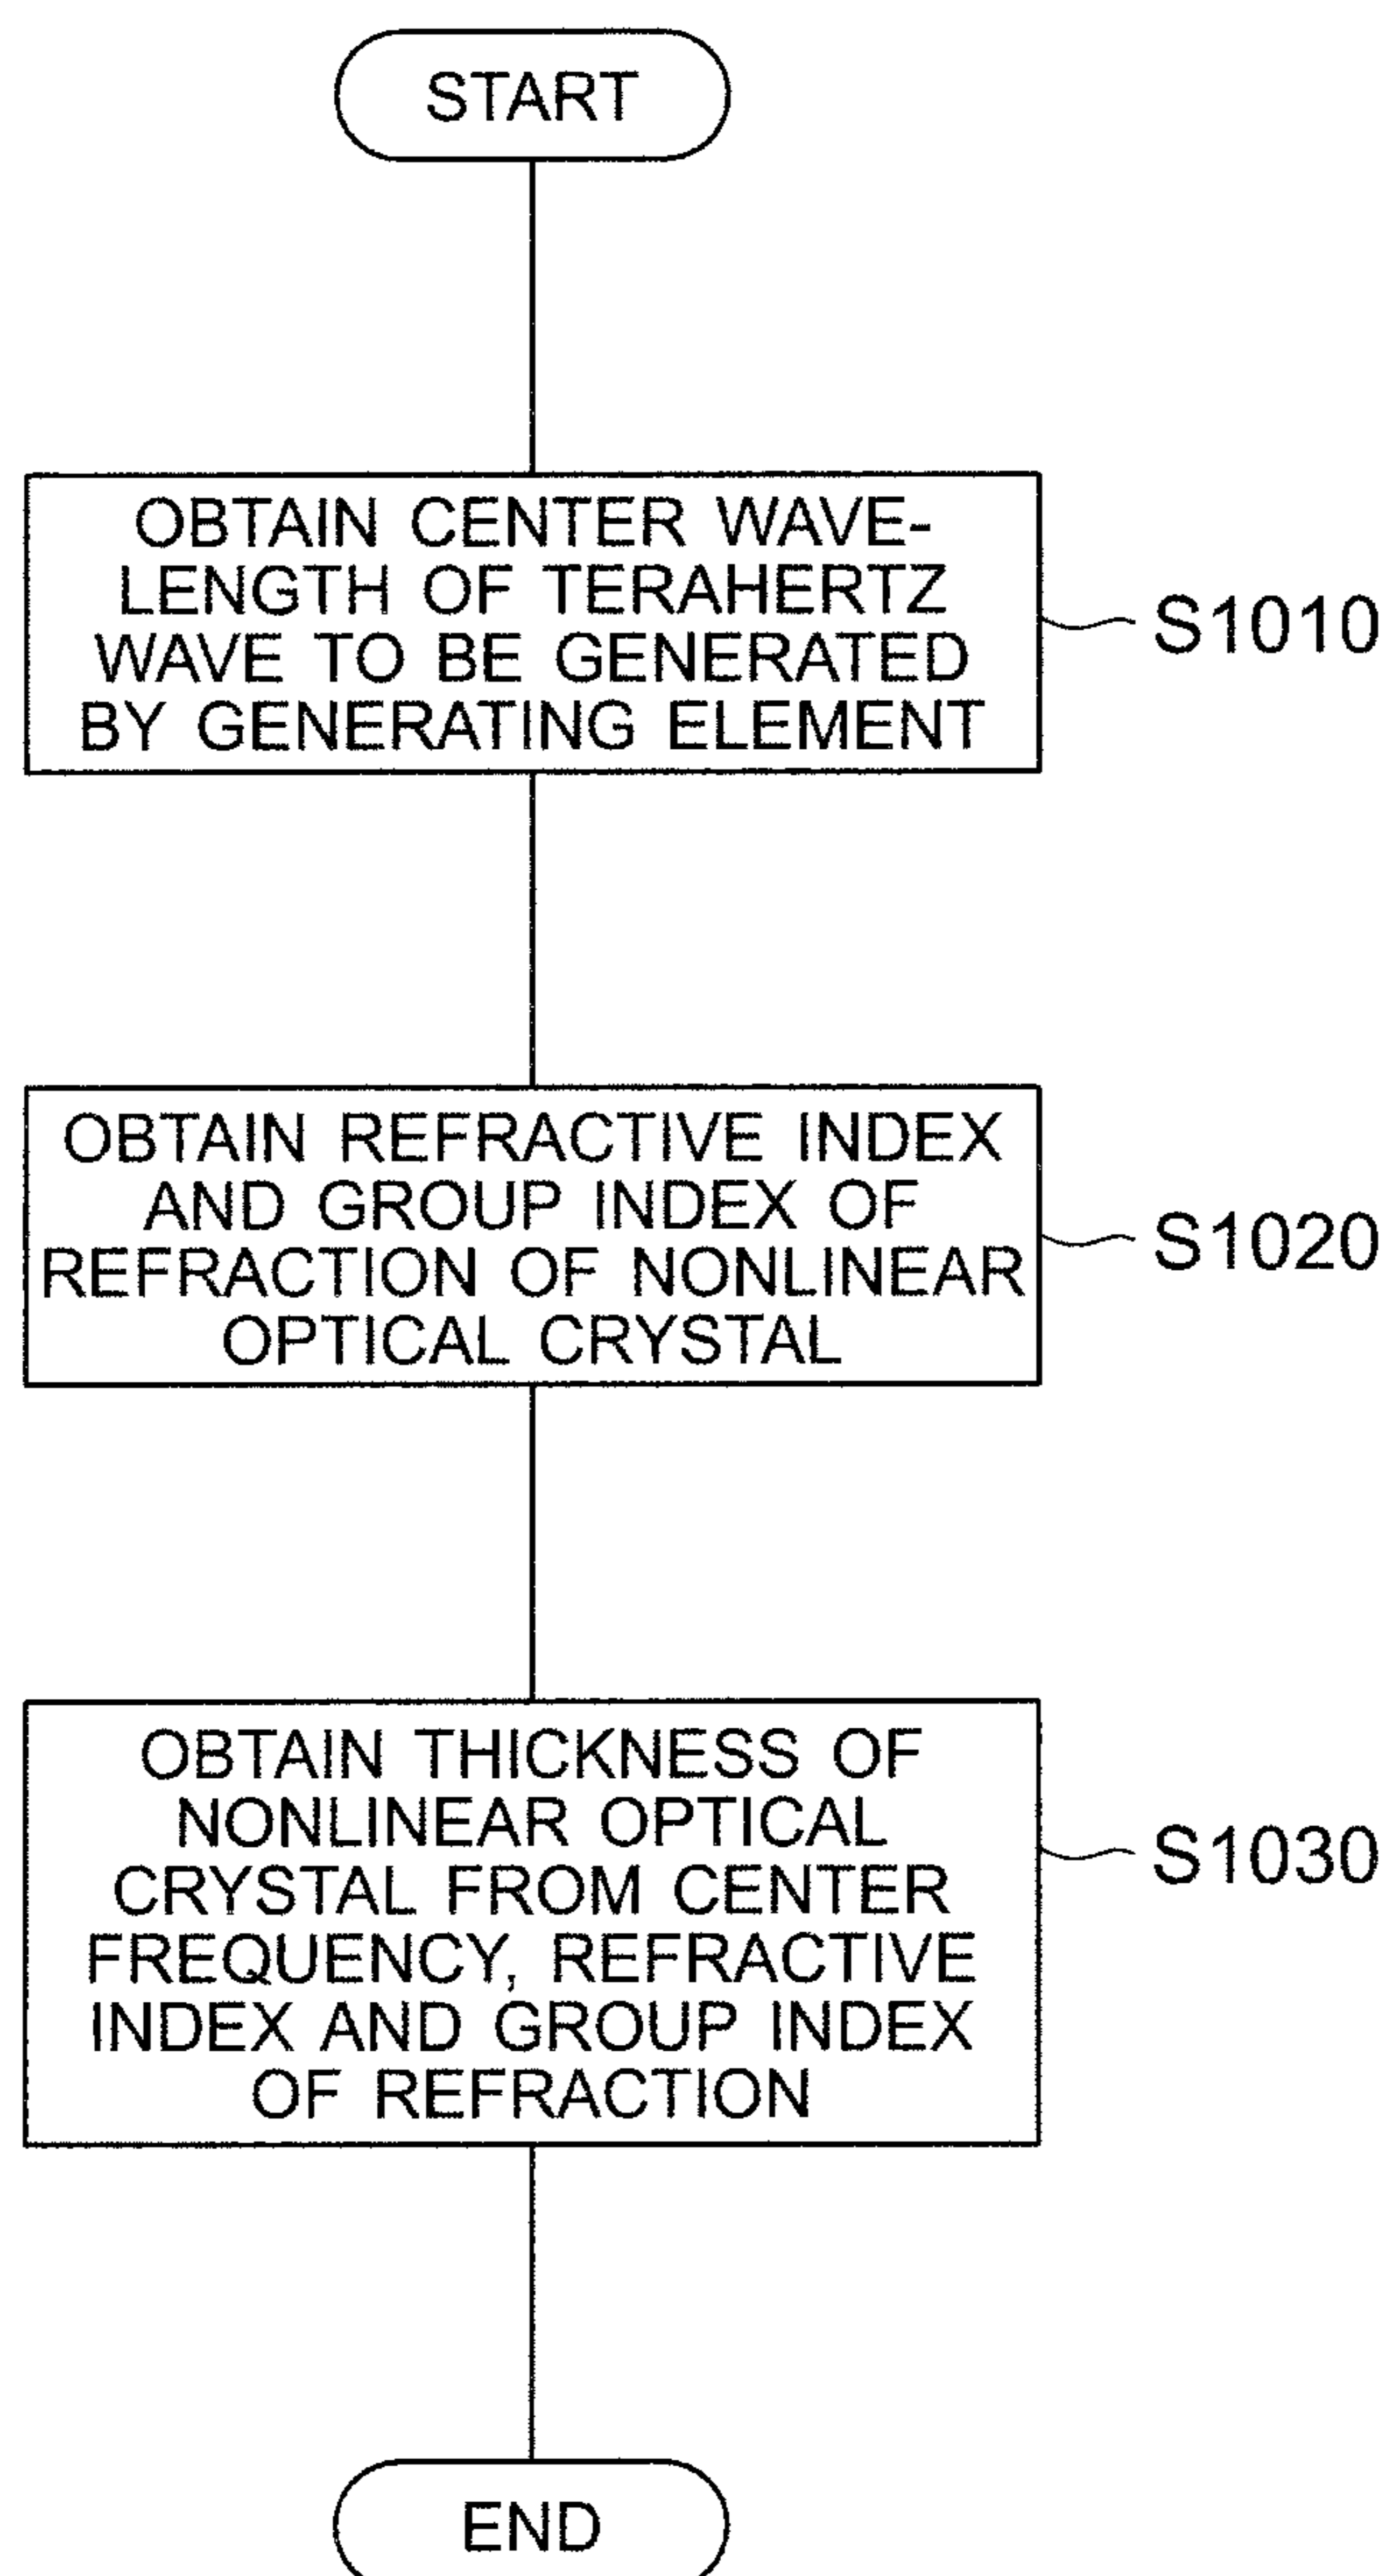 START
OBTAIN CENTER WAVE-
LENGTH OF TERAHERTZ
WAVE TO BE GENERATED
BY GENERATING ELEMENT
S1010
OBTAIN REFRACTIVE INDEX
AND GROUP INDEX OF
REFRACTION OF NONLINEAR
OPTICAL CRYSTAL
S1020
OBTAIN THICKNESS OF
NONLINEAR OPTICAL
CRYSTAL FROM CENTER
FREQUENCY, REFRACTIVE
INDEX AND GROUP INDEX
OF REFRACTION
S1030
END